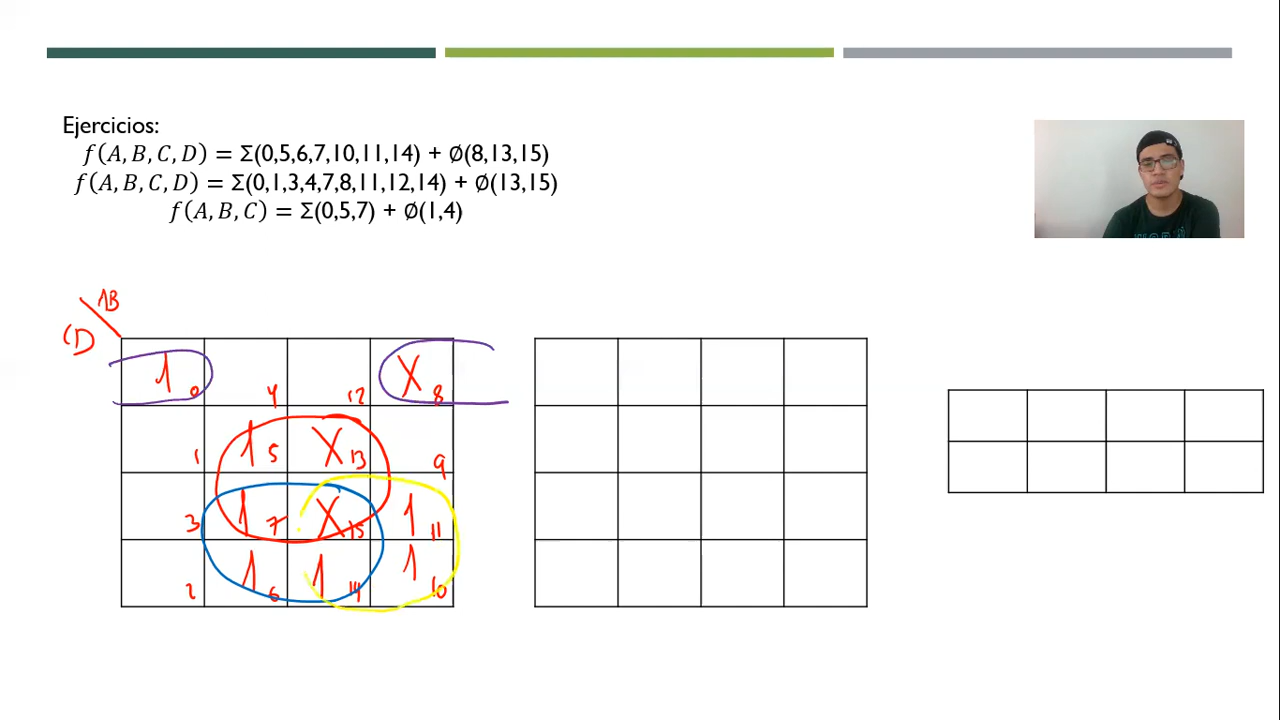 Ejercicios:
f(A, B, C, D) = Σ(0,5,6,7,10,11,14) + ∅(8,13,15)
f(A, B, C, D) = Σ(0,1,3,4,7,8,11,12,14) + ∅(13,15)
f(A, B, C) = Σ(0,5,7) + ∅(1,4)
AB
CD
1 0 4 12 X 8
1 1 5 X 13 9
3 1 7 X 15 1 11
2 1 6 1 14 1 10